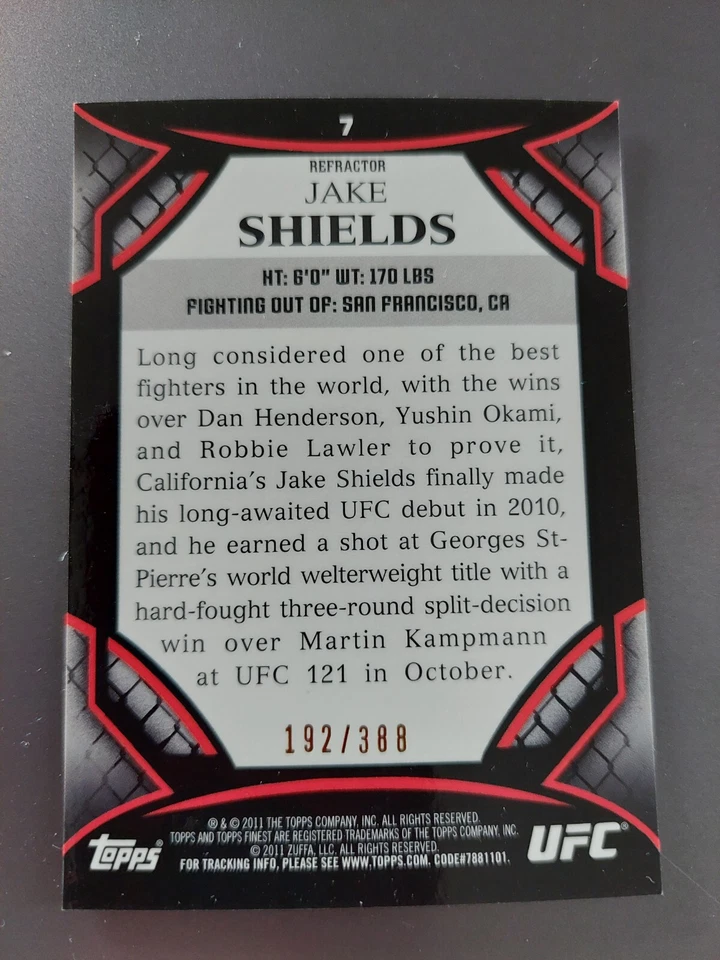 7
REFRACTOR
JAKE
SHIELDS
HT: 6'0" WT: 170 LBS
FIGHTING OUT OF: SAN FRANCISCO, CA
Long considered one of the best
fighters in the world, with the wins
over Dan Henderson, Yushin Okami,
and Robbie Lawler to prove it,
California's Jake Shields finally made
his long-awaited UFC debut in 2010,
and he earned a shot at Georges St-
Pierre's world welterweight title with a
hard-fought three-round split-decision
win over Martin Kampmann
at UFC 121 in October.
192/388
® & © 2011 THE TOPPS COMPANY, INC. ALL RIGHTS RESERVED.
TOPPS AND TOPPS FINEST ARE REGISTERED TRADEMARKS OF THE TOPPS COMPANY, INC.
© 2011 ZUFFA, LLC. ALL RIGHTS RESERVED.
FOR TRACKING INFO, PLEASE SEE WWW.TOPPS.COM. CODE#7881101.
Topps®
UFC®